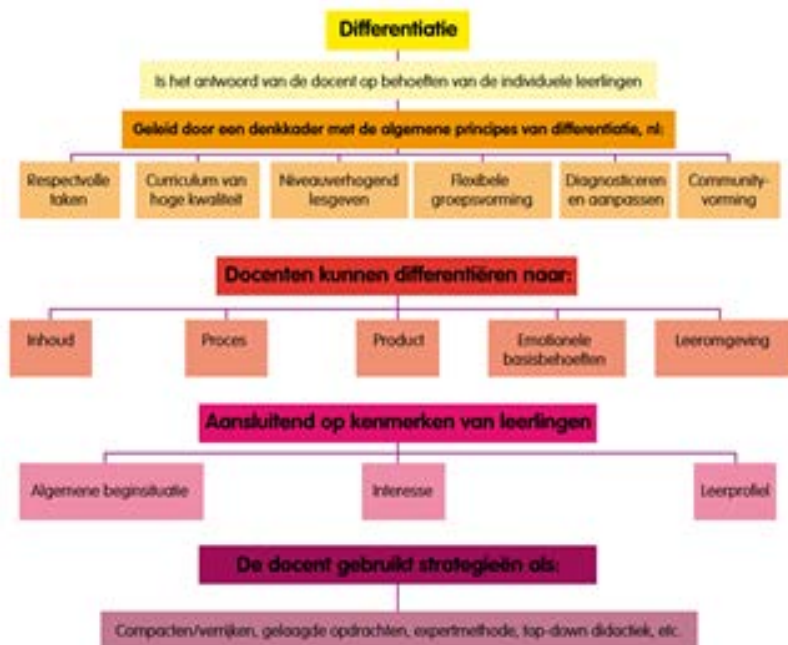 Differentiatie
Is het antwoord van de docent op behoeften van de individuele leerlingen
Geleid door een denkkader met de algemene principes van differentiatie, nl:
Respectvolle
taken
Curriculum van
hoge kwaliteit
Niveauverhogend
lesgeven
Flexibele
groepsvorming
Diagnosticeren
en aanpassen
Community-
vorming
Docenten kunnen differentiëren naar:
Inhoud
Proces
Product
Emotionele
basisbehoeften
Leeromgeving
Aansluitend op kenmerken van leerlingen
Algemene beginsituatie
Interesse
Leerprofiel
De docent gebruikt strategieën als:
Compacten/verrijken, gelaagde opdrachten, expertmethode, top-down didactiek, etc.